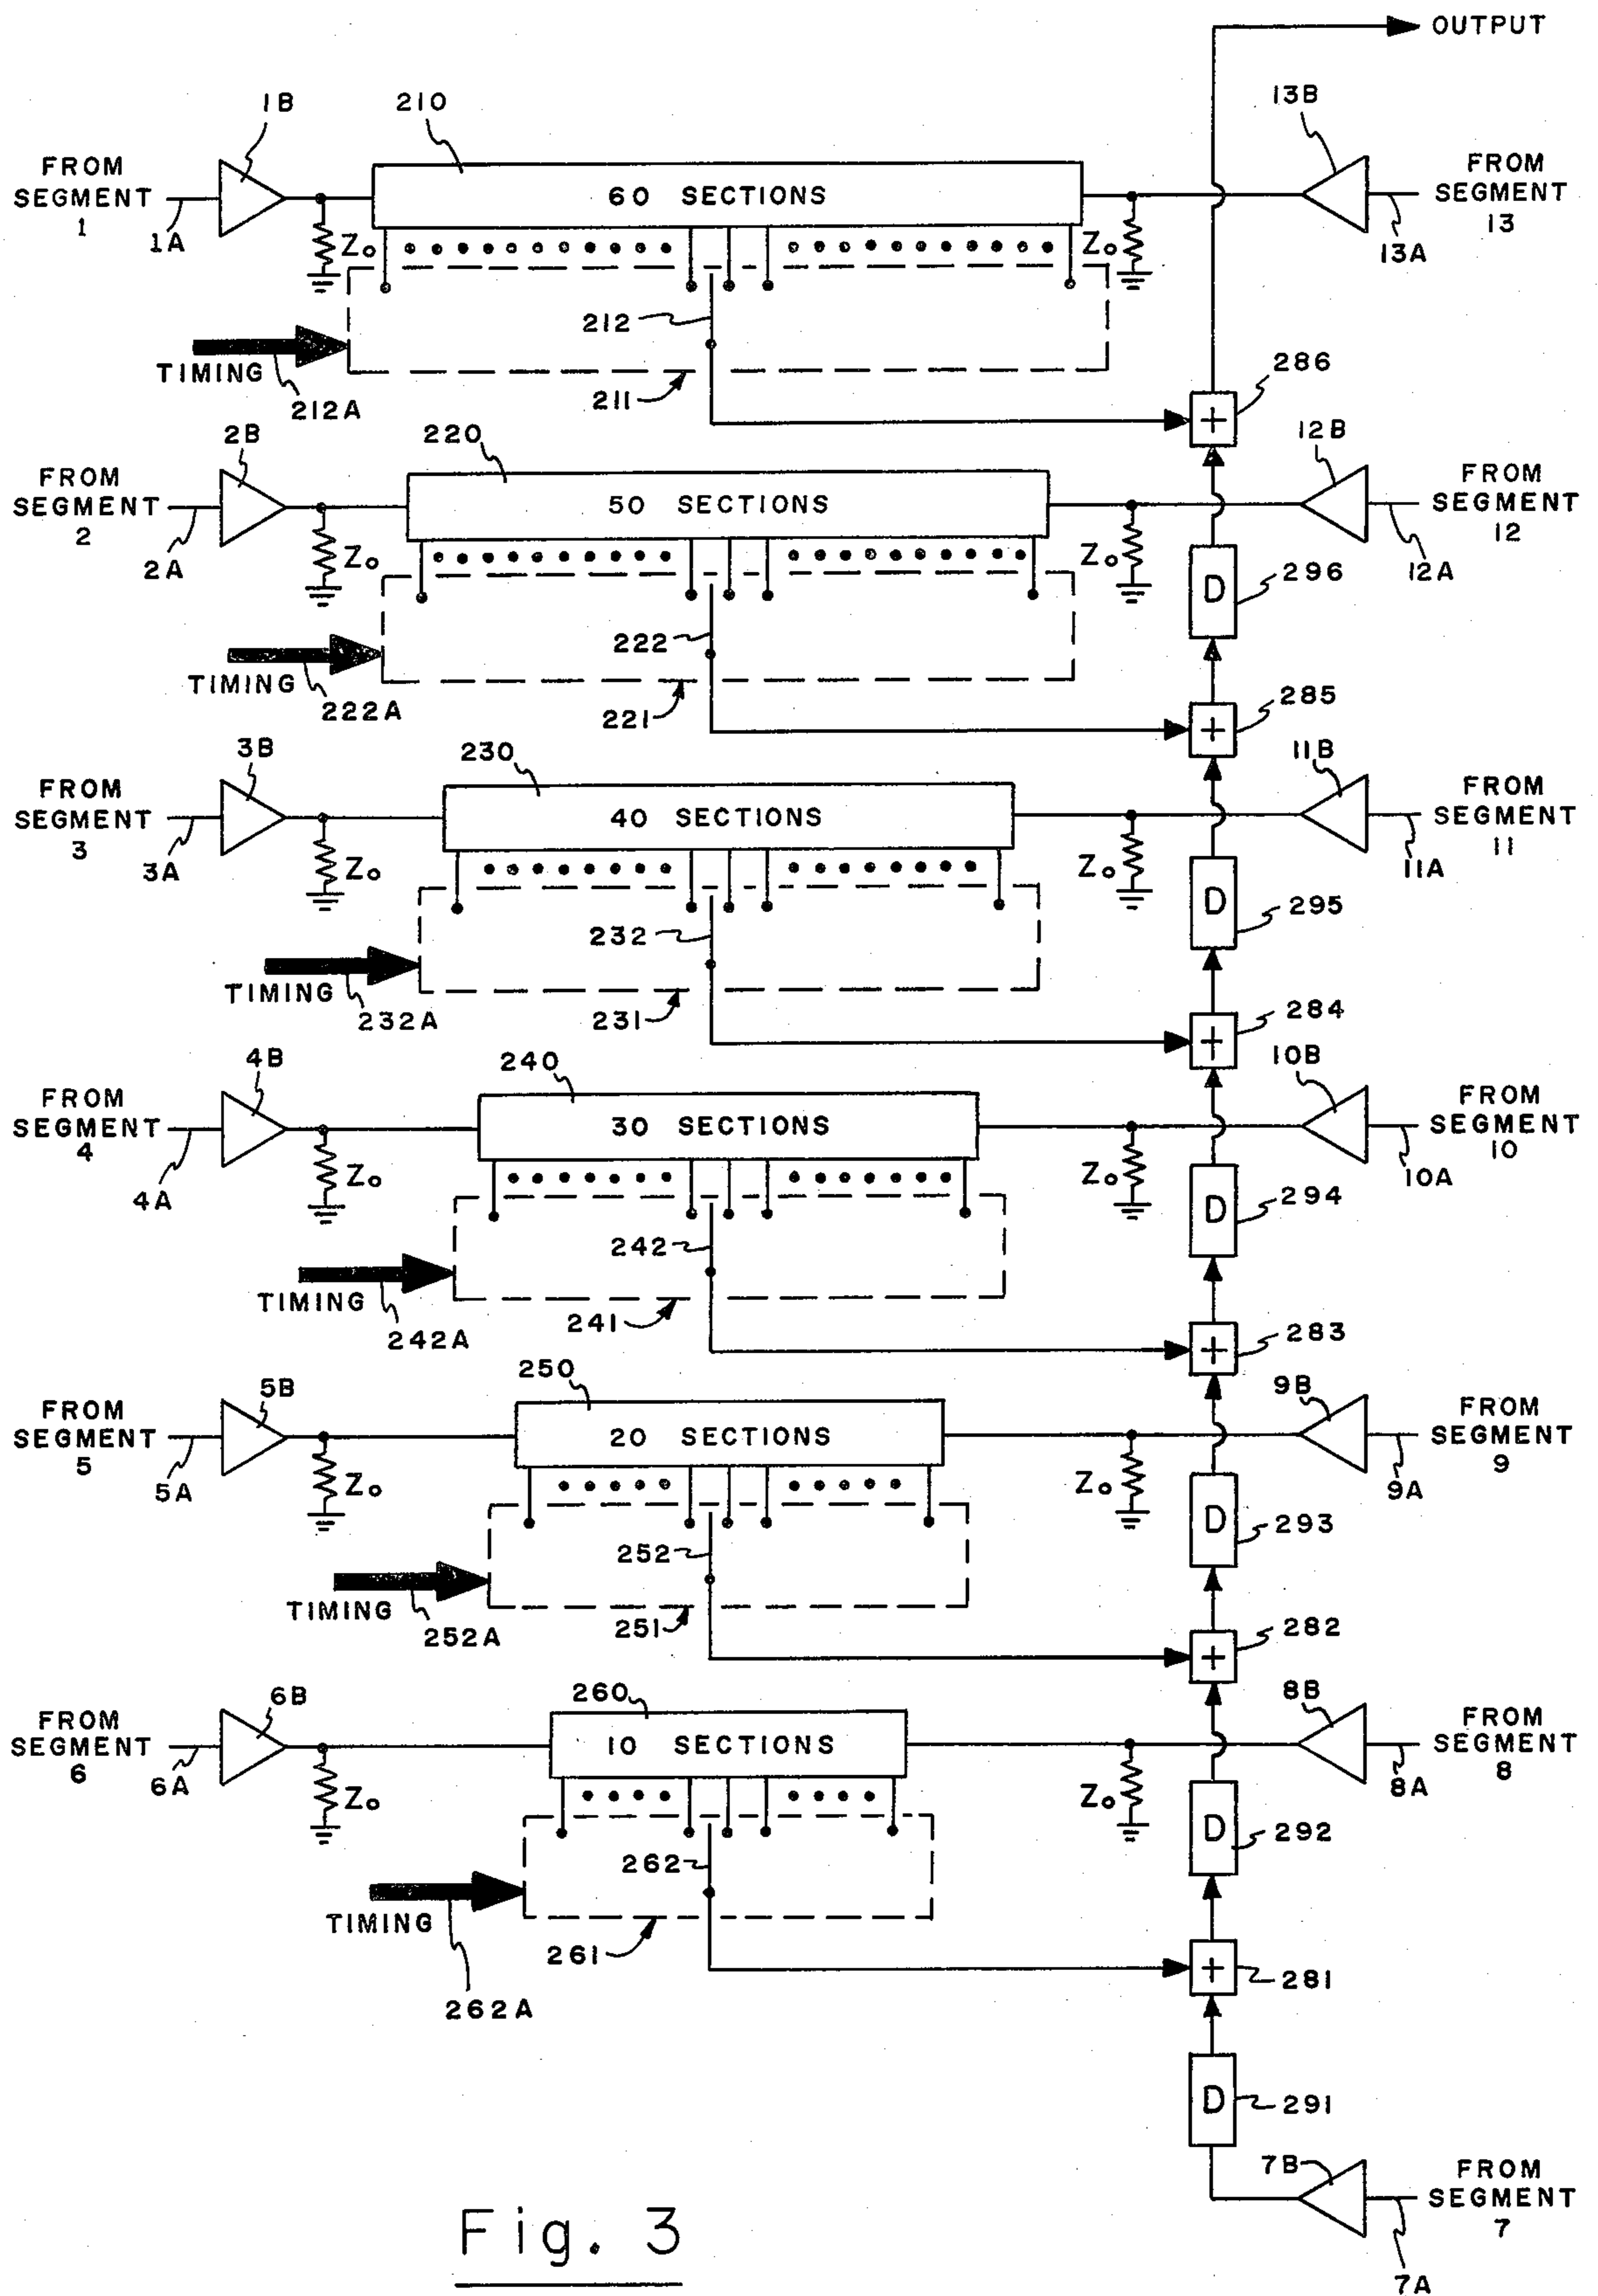 OUTPUT
1B
210
13B
FROM
SEGMENT
1
1A
60 SECTIONS
FROM
SEGMENT
13
13A
Zo
Zo
212
TIMING
212A
211
286
2B
220
12B
FROM
SEGMENT
2
2A
50 SECTIONS
FROM
SEGMENT
12
12A
Zo
Zo
D
296
222
TIMING
222A
221
285
3B
230
11B
FROM
SEGMENT
3
3A
40 SECTIONS
FROM
SEGMENT
11
11A
Zo
Zo
D
295
232
TIMING
232A
231
284
4B
240
10B
FROM
SEGMENT
4
4A
30 SECTIONS
FROM
SEGMENT
10
10A
Zo
Zo
D
294
242
TIMING
242A
241
283
5B
250
9B
FROM
SEGMENT
5
5A
20 SECTIONS
FROM
SEGMENT
9
9A
Zo
Zo
D
293
252
TIMING
252A
251
282
6B
260
8B
FROM
SEGMENT
6
6A
10 SECTIONS
FROM
SEGMENT
8
8A
Zo
Zo
D
292
262
TIMING
262A
261
281
D
291
7B
FROM
SEGMENT
7
7A
Fig. 3